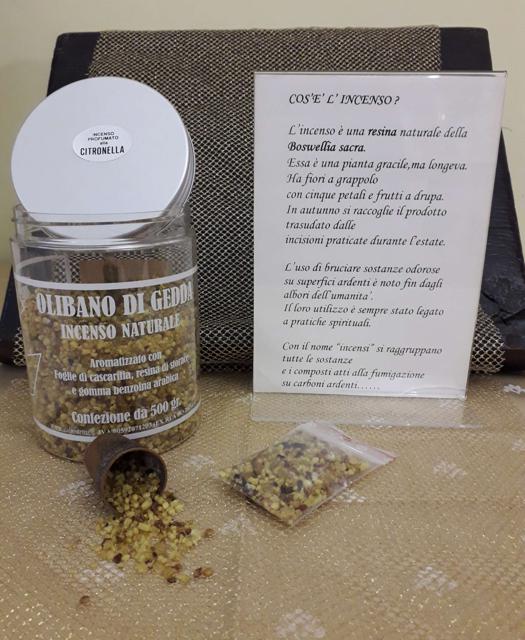 INCENSO
PROFUMATO
alla
CITRONELLA
OLIBANO DI GEDDA
INCENSO NATURALE
Aromatizzato con
Foglie di cascarilla, resina di storace
e gomma benzoina arabica
Confezione da 500 gr.
COS'E' L' INCENSO ?
L'incenso è una resina naturale della
Boswellia sacra.
Essa è una pianta gracile,ma longeva.
Ha fiori a grappolo
con cinque petali e frutti a drupa.
In autunno si raccoglie il prodotto
trasudato dalle
incisioni praticate durante l'estate.
L'uso di bruciare sostanze odorose
su superfici ardenti è noto fin dagli
albori dell'umanita'.
Il loro utilizzo è sempre stato legato
a pratiche spirituali.
Con il nome "incensi" si raggruppano
tutte le sostanze
e i composti atti alla fumigazione
su carboni ardenti......